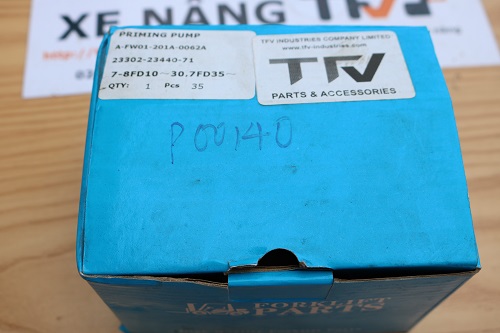 XE NÂNG TFV
PRIMING PUMP
A-FW01-201A-0062A
23302-23440-71
7-8FD10～30.7FD35～
QTY: 1 Pcs 35
TFV INDUSTRIES COMPANY LIMITED
www.tfv-industries.com
TFV
PARTS & ACCESSORIES
P00140
FORKLIFT
PARTS